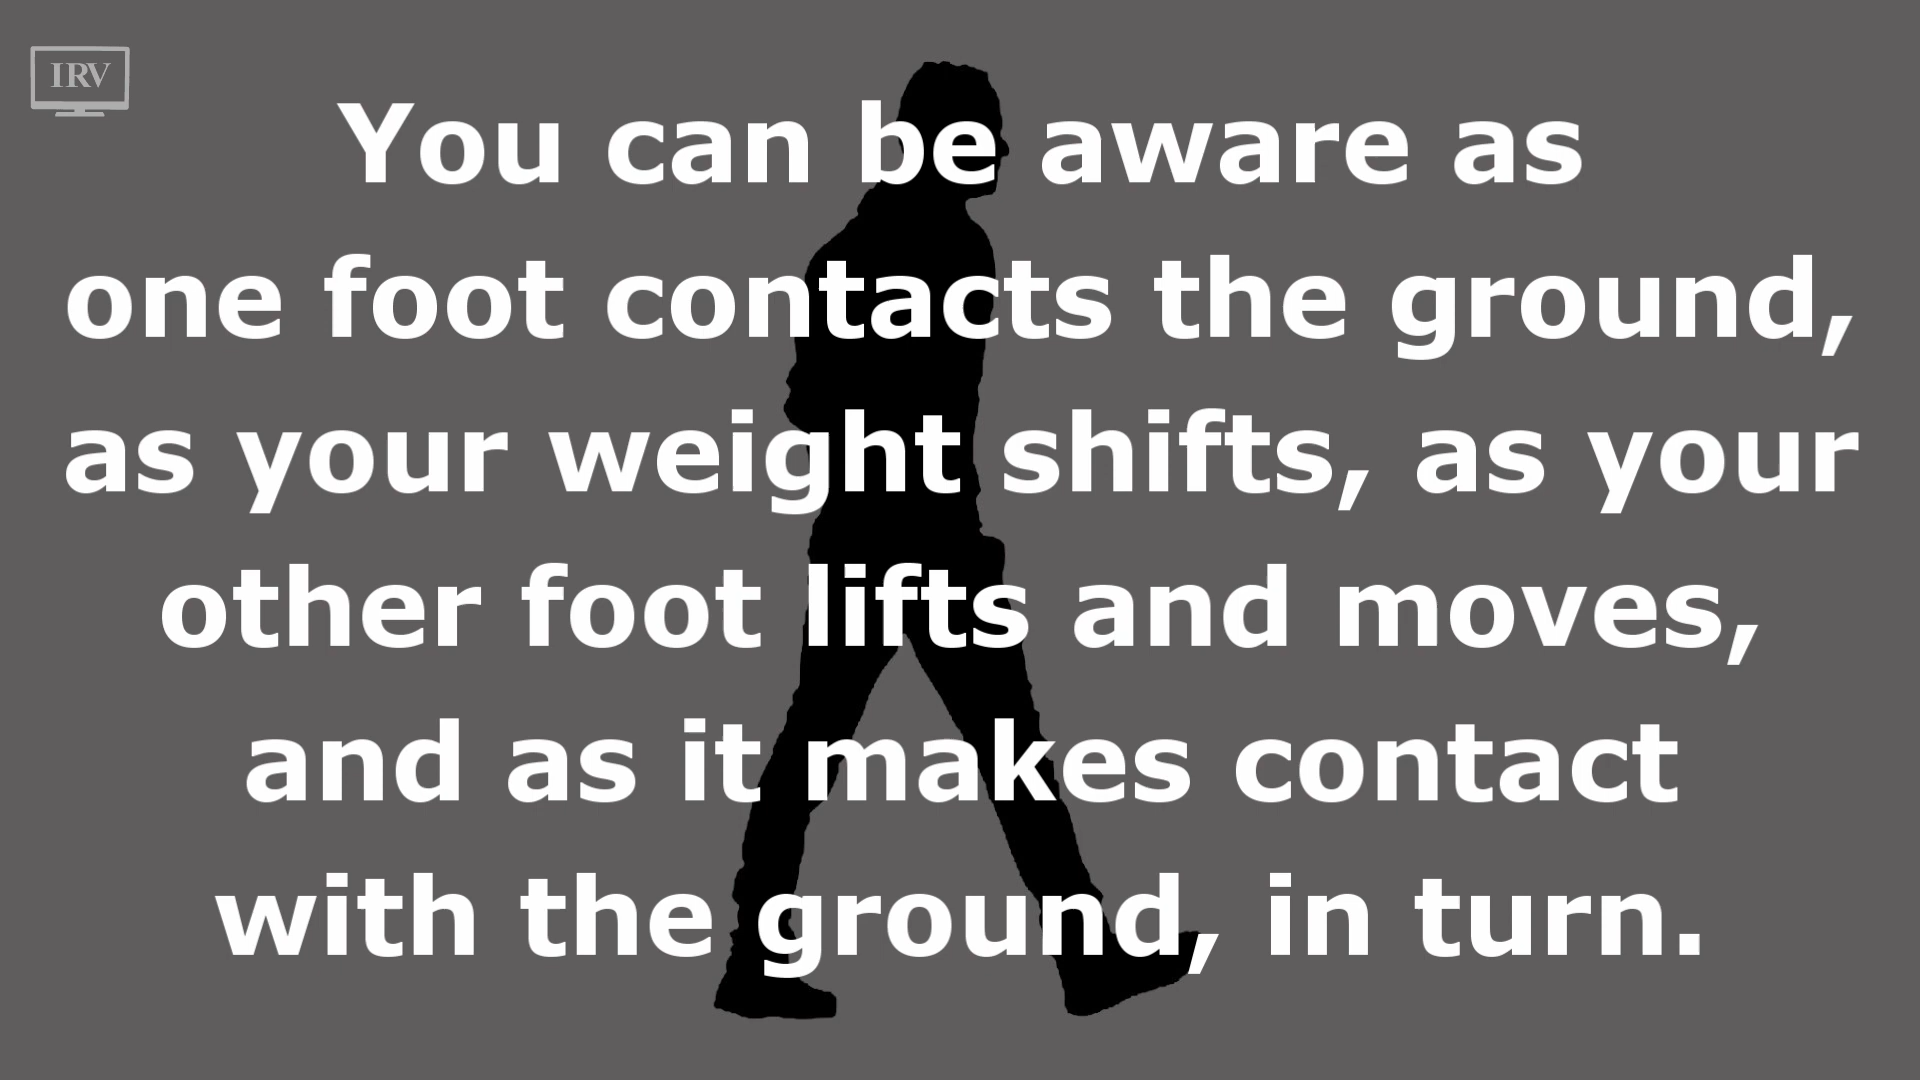 IRV
You can be aware as
one foot contacts the ground,
as your weight shifts, as your
other foot lifts and moves,
and as it makes contact
with the ground, in turn.